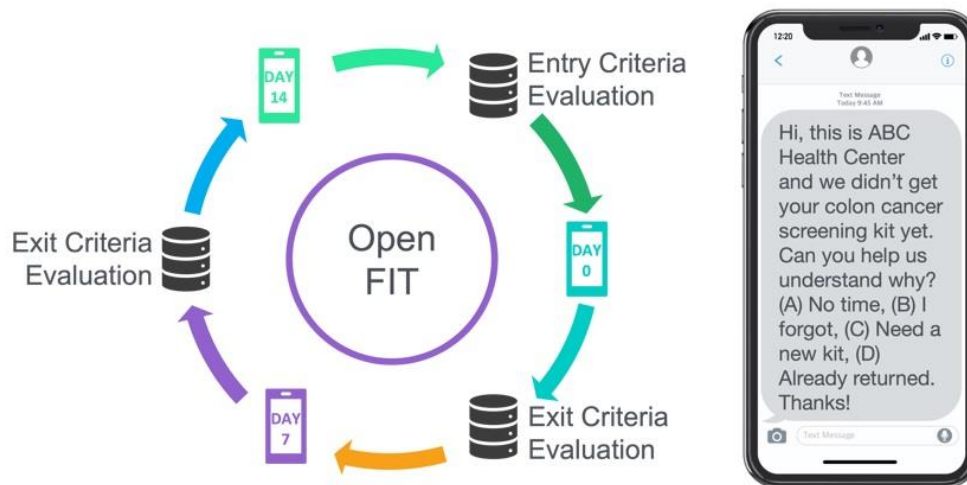 DAY
14
Entry Criteria
Evaluation
DAY
0
Exit Criteria
Evaluation
DAY
7
Exit Criteria
Evaluation
Open
FIT
12:20
Text Message
Today 9:45 AM
Hi, this is ABC
Health Center
and we didn’t get
your colon cancer
screening kit yet.
Can you help us
understand why?
(A) No time, (B) I
forgot, (C) Need a
new kit, (D)
Already returned.
Thanks!
Text Message